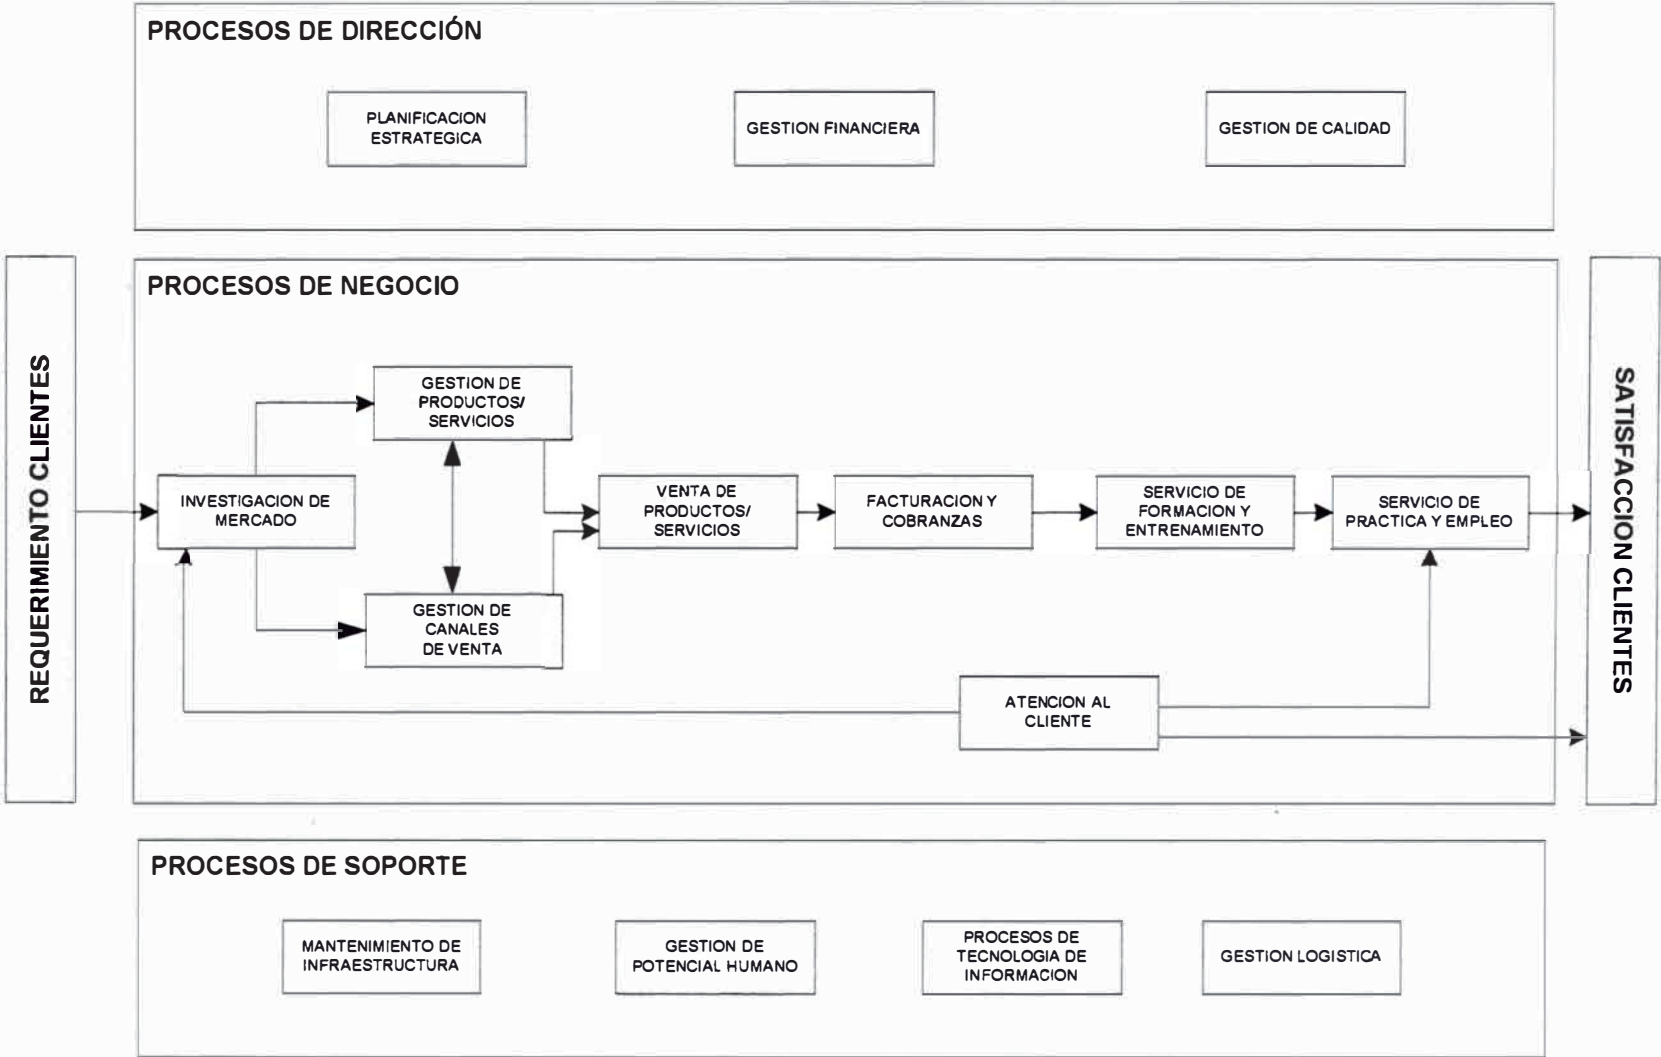 PROCESOS DE DIRECCIÓN
PLANIFICACION
ESTRATEGICA
GESTION FINANCIERA
GESTION DE CALIDAD
REQUERIMIENTO CLIENTES
PROCESOS DE NEGOCIO
INVESTIGACION DE
MERCADO
GESTION DE
PRODUCTOS/
SERVICIOS
GESTION DE
CANALES
DE VENTA
VENTA DE
PRODUCTOS/
SERVICIOS
FACTURACION Y
COBRANZAS
SERVICIO DE
FORMACION Y
ENTRENAMIENTO
SERVICIO DE
PRACTICA Y EMPLEO
ATENCION AL
CLIENTE
SATISFACCION CLIENTES
PROCESOS DE SOPORTE
MANTENIMIENTO DE
INFRAESTRUCTURA
GESTION DE
POTENCIAL HUMANO
PROCESOS DE
TECNOLOGIA DE
INFORMACION
GESTION LOGISTICA